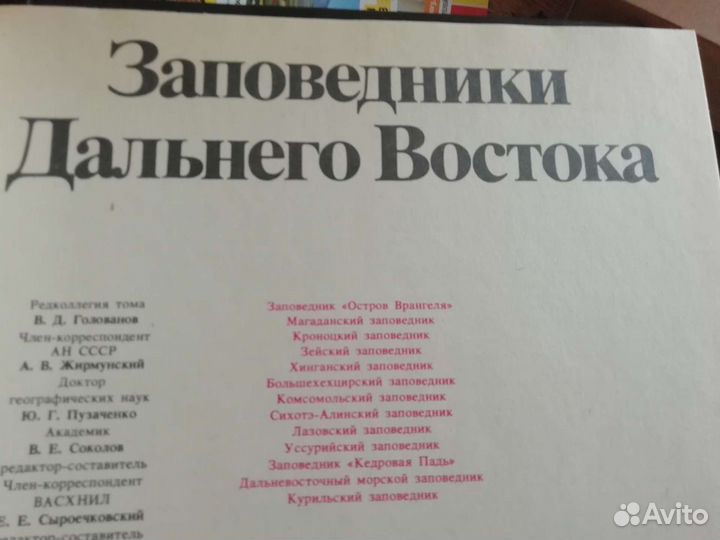 Заповедники
Дальнего Востока
Редколлегия тома
В. Д. Голованов
Член-корреспондент
АН СССР
А. В. Жирмунский
Доктор
географических наук
Ю. Г. Пузаченко
Академик
В. Е. Соколов
редактор-составитель
Член-корреспондент
ВАСХНИЛ
Е. Е. Сыроечковский
редактор-составитель
Заповедник «Остров Врангеля»
Магаданский заповедник
Кроноцкий заповедник
Зейский заповедник
Хинганский заповедник
Большехехцирский заповедник
Комсомольский заповедник
Сихотэ-Алинский заповедник
Лазовский заповедник
Уссурийский заповедник
Заповедник «Кедровая Падь»
Дальневосточный морской заповедник
Курильский заповедник
Avito